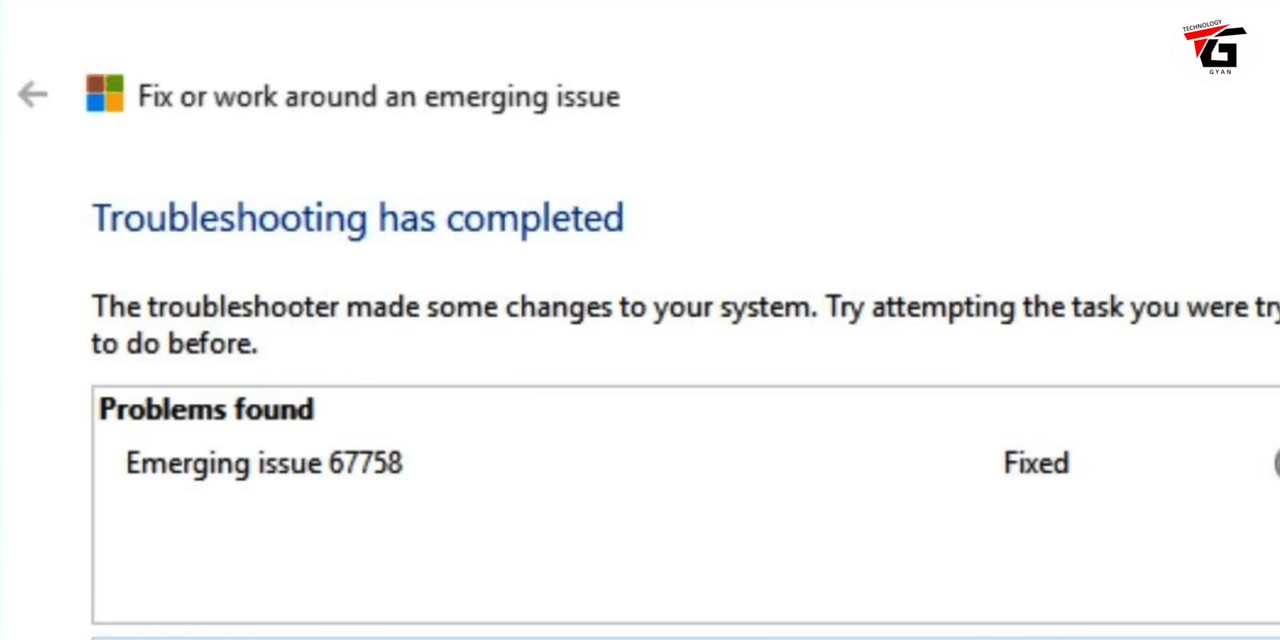 TECHNOLOGY
GYAN
Fix or work around an emerging issue
Troubleshooting has completed
The troubleshooter made some changes to your system. Try attempting the task you were try
to do before.
Problems found
Emerging issue 67758 Fixed